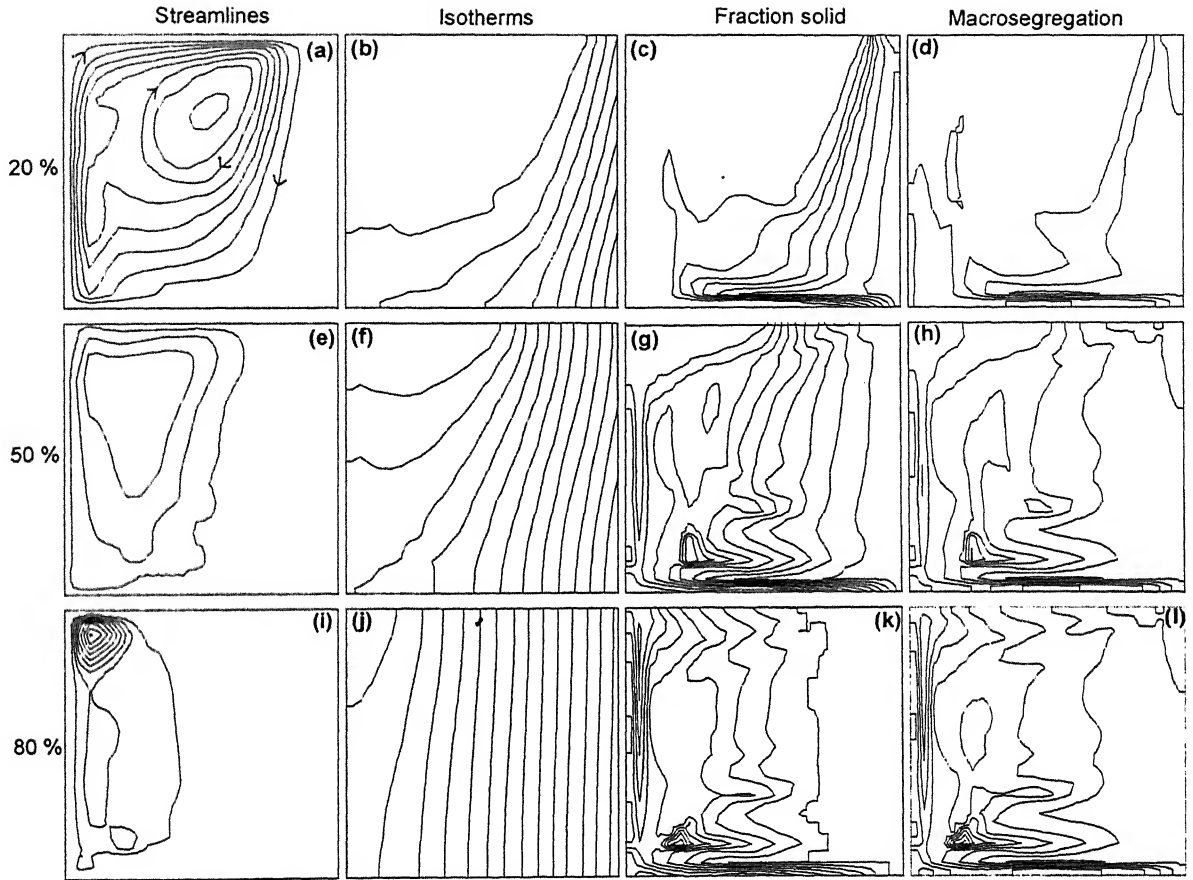 Streamlines Isotherms Fraction solid Macrosegregation
(a) (b) (c) (d)
20 %
(e) (f) (g) (h)
50 %
(i) (j) (k) (l)
80 %